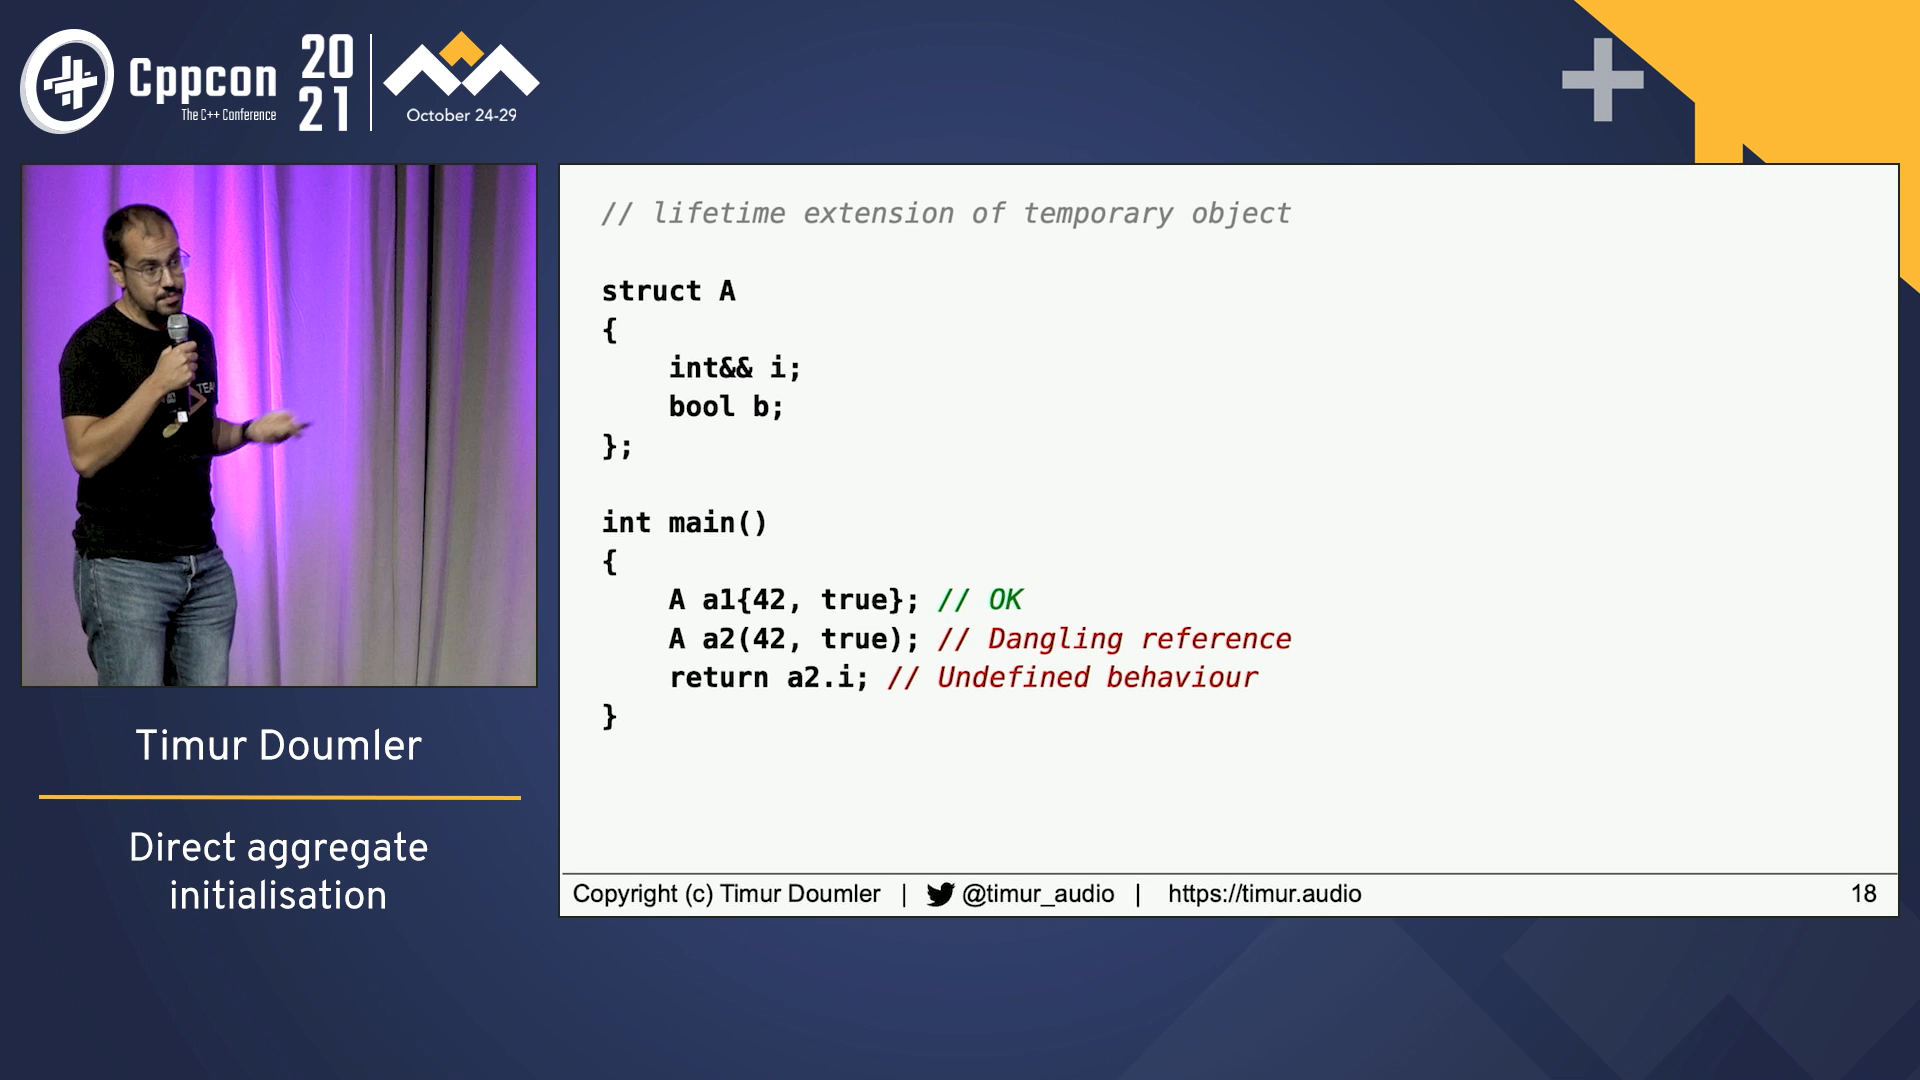 Cppcon
The C++ Conference
20
21
October 24-29
// lifetime extension of temporary object
struct A
{
int&& i;
bool b;
};
int main()
{
A a1{42, true}; // OK
A a2(42, true); // Dangling reference
return a2.i; // Undefined behaviour
}
Copyright (c) Timur Doumler | @timur_audio | https://timur.audio
18
TEA
Timur Doumler
Direct aggregate
initialisation